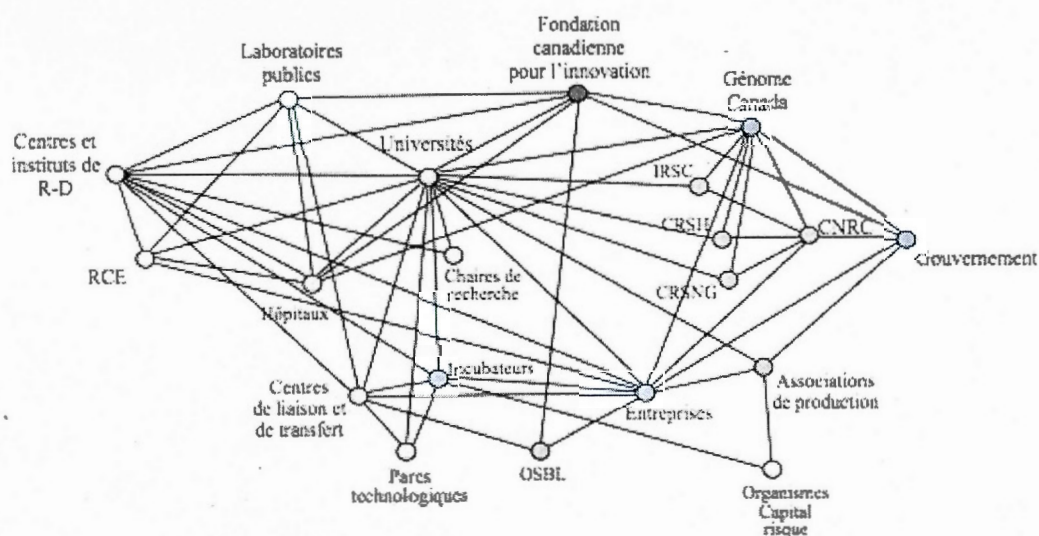 Fondation
canadienne
pour l'innovation
Laboratoires
publics
Génome
Canada
Centres et
instituts de
R-D
Universités
IRSC
CRSH
CNRC
Gouvernement
RCE
Hôpitaux
Chaires de
recherche
CRSNG
Incubateurs
Centres
de liaison et
de transfert
Entreprises
Associations
de production
Parcs
technologiques
OSBL
Organismes
Capital
risque